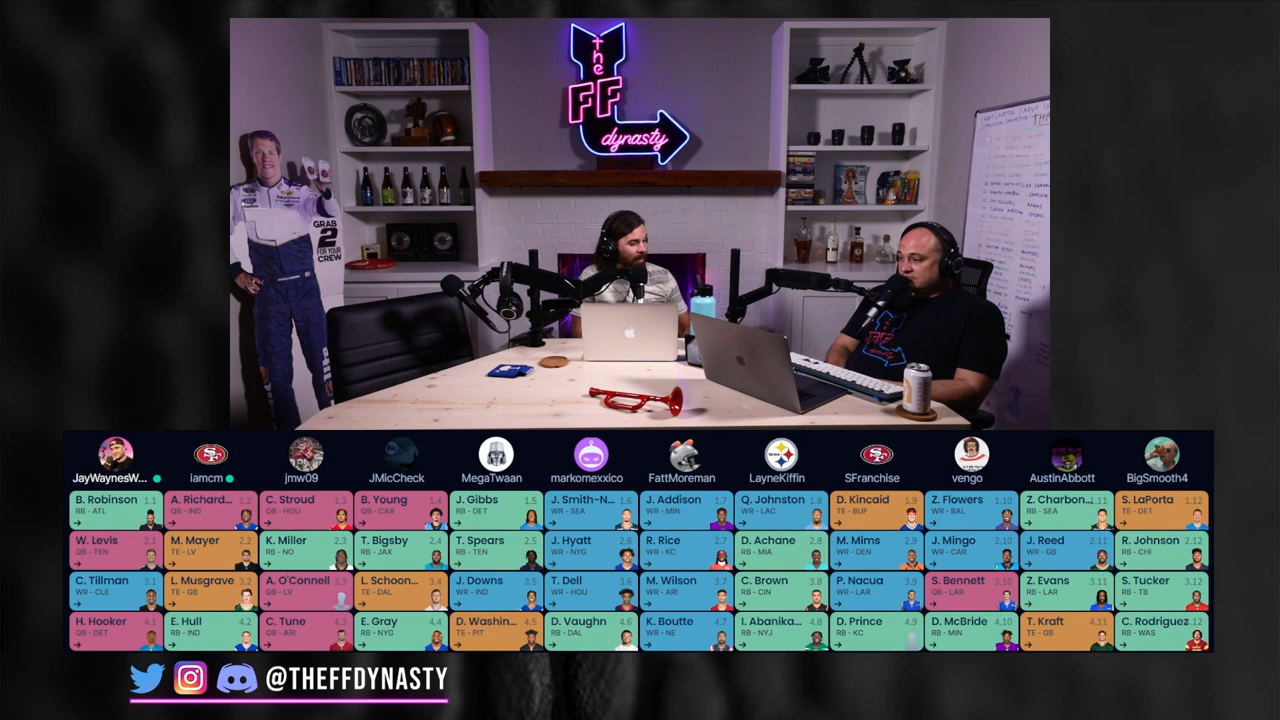 the
FF
dynasty
GRAB
2
FOR YOUR
CREW
JayWaynesW...
iamcm
jmw09
JMicCheck
MegaTwaan
markomexxico
FattMoreman
LayneKiffin
SFranchise
vengo
AustinAbbott
BigSmooth4
B. Robinson 1.1
RB - ATL
A. Richard... 1.2
QB - IND
C. Stroud 1.3
QB - HOU
B. Young 1.4
QB - CAR
J. Gibbs 1.5
RB - DET
J. Smith-N... 1.6
WR - SEA
J. Addison 1.7
WR - MIN
Q. Johnston 1.8
WR - LAC
D. Kincaid 1.9
TE - BUF
Z. Flowers 1.10
WR - BAL
Z. Charbon... 1.11
RB - SEA
S. LaPorta 1.12
TE - DET
W. Levis 2.1
QB - TEN
M. Mayer 2.2
TE - LV
K. Miller 2.3
RB - NO
T. Bigsby 2.4
RB - JAX
T. Spears 2.5
RB - TEN
J. Hyatt 2.6
WR - NYG
R. Rice 2.7
WR - KC
D. Achane 2.8
RB - MIA
M. Mims 2.9
WR - DEN
J. Mingo 2.10
WR - CAR
J. Reed 2.11
WR - GB
R. Johnson 2.12
RB - CHI
C. Tillman 3.1
WR - CLE
L. Musgrave 3.2
TE - GB
A. O'Connell 3.3
QB - LV
L. Schoon... 3.4
TE - DAL
J. Downs 3.5
WR - IND
T. Dell 3.6
WR - HOU
M. Wilson 3.7
WR - ARI
C. Brown 3.8
RB - CIN
P. Nacua 3.9
WR - LAR
S. Bennett 3.10
QB - LAR
Z. Evans 3.11
RB - LAR
S. Tucker 3.12
RB - TB
H. Hooker 4.1
QB - DET
E. Hull 4.2
RB - IND
C. Tune 4.3
QB - ARI
E. Gray 4.4
RB - NYG
D. Washin... 4.5
TE - PIT
D. Vaughn 4.6
RB - DAL
K. Boutte 4.7
WR - NE
I. Abanika... 4.8
RB - NYJ
D. Prince 4.9
RB - KC
D. McBride 4.10
RB - MIN
T. Kraft 4.11
TE - GB
C. Rodriguez 4.12
RB - WAS
@THEFFDYNASTY